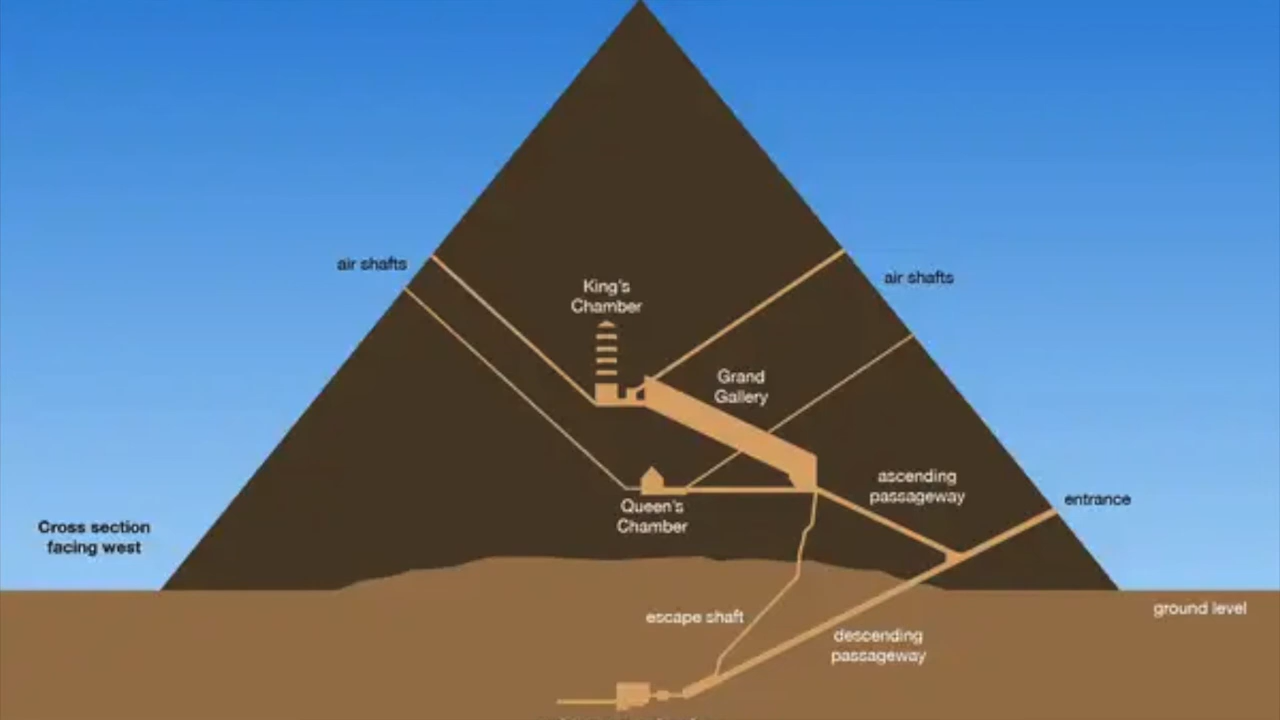 air shafts
King's
Chamber
air shafts
Grand
Gallery
ascending
passageway
entrance
Queen's
Chamber
Cross section
facing west
ground level
escape shaft
descending
passageway